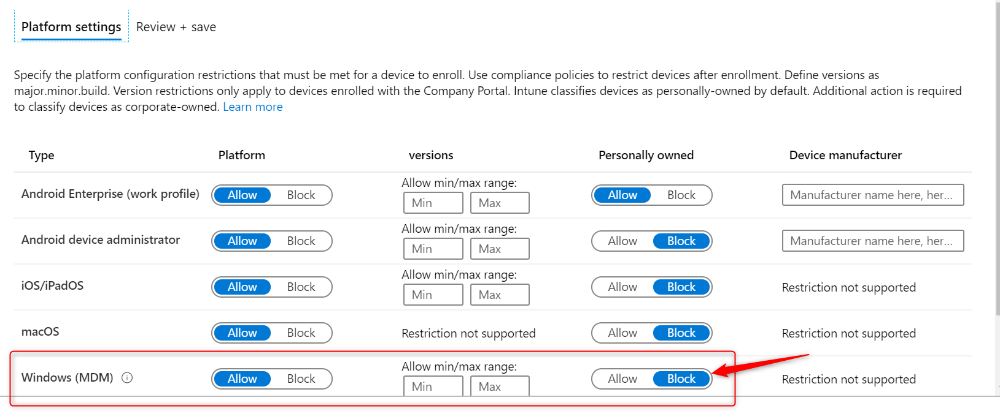 Platform settings Review + save
Specify the platform configuration restrictions that must be met for a device to enroll. Use compliance policies to restrict devices after enrollment. Define versions as
major.minor.build. Version restrictions only apply to devices enrolled with the Company Portal. Intune classifies devices as personally-owned by default. Additional action is required
to classify devices as corporate-owned. Learn more
Type Platform versions Personally owned Device manufacturer
Allow min/max range:
Android Enterprise (work profile) Allow Block Min Max Allow Block Manufacturer name here, her...
Allow min/max range:
Android device administrator Allow Block Min Max Allow Block Manufacturer name here, her...
Allow min/max range:
iOS/iPadOS Allow Block Min Max Allow Block Restriction not supported
macOS Allow Block Restriction not supported Allow Block Restriction not supported
Allow min/max range:
Windows (MDM) Allow Block Min Max Allow Block Restriction not supported